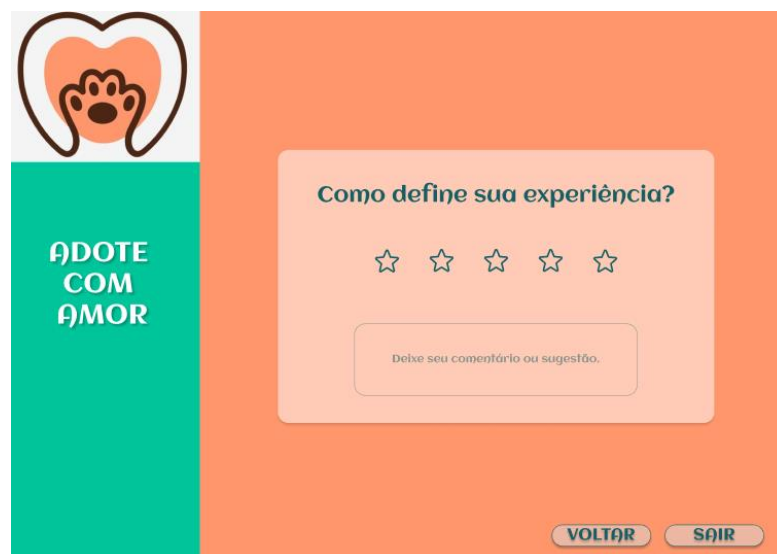 ADOTE
COM
AMOR
Como define sua experiência?
Deixe seu comentário ou sugestão.
VOLTAR
SAIR